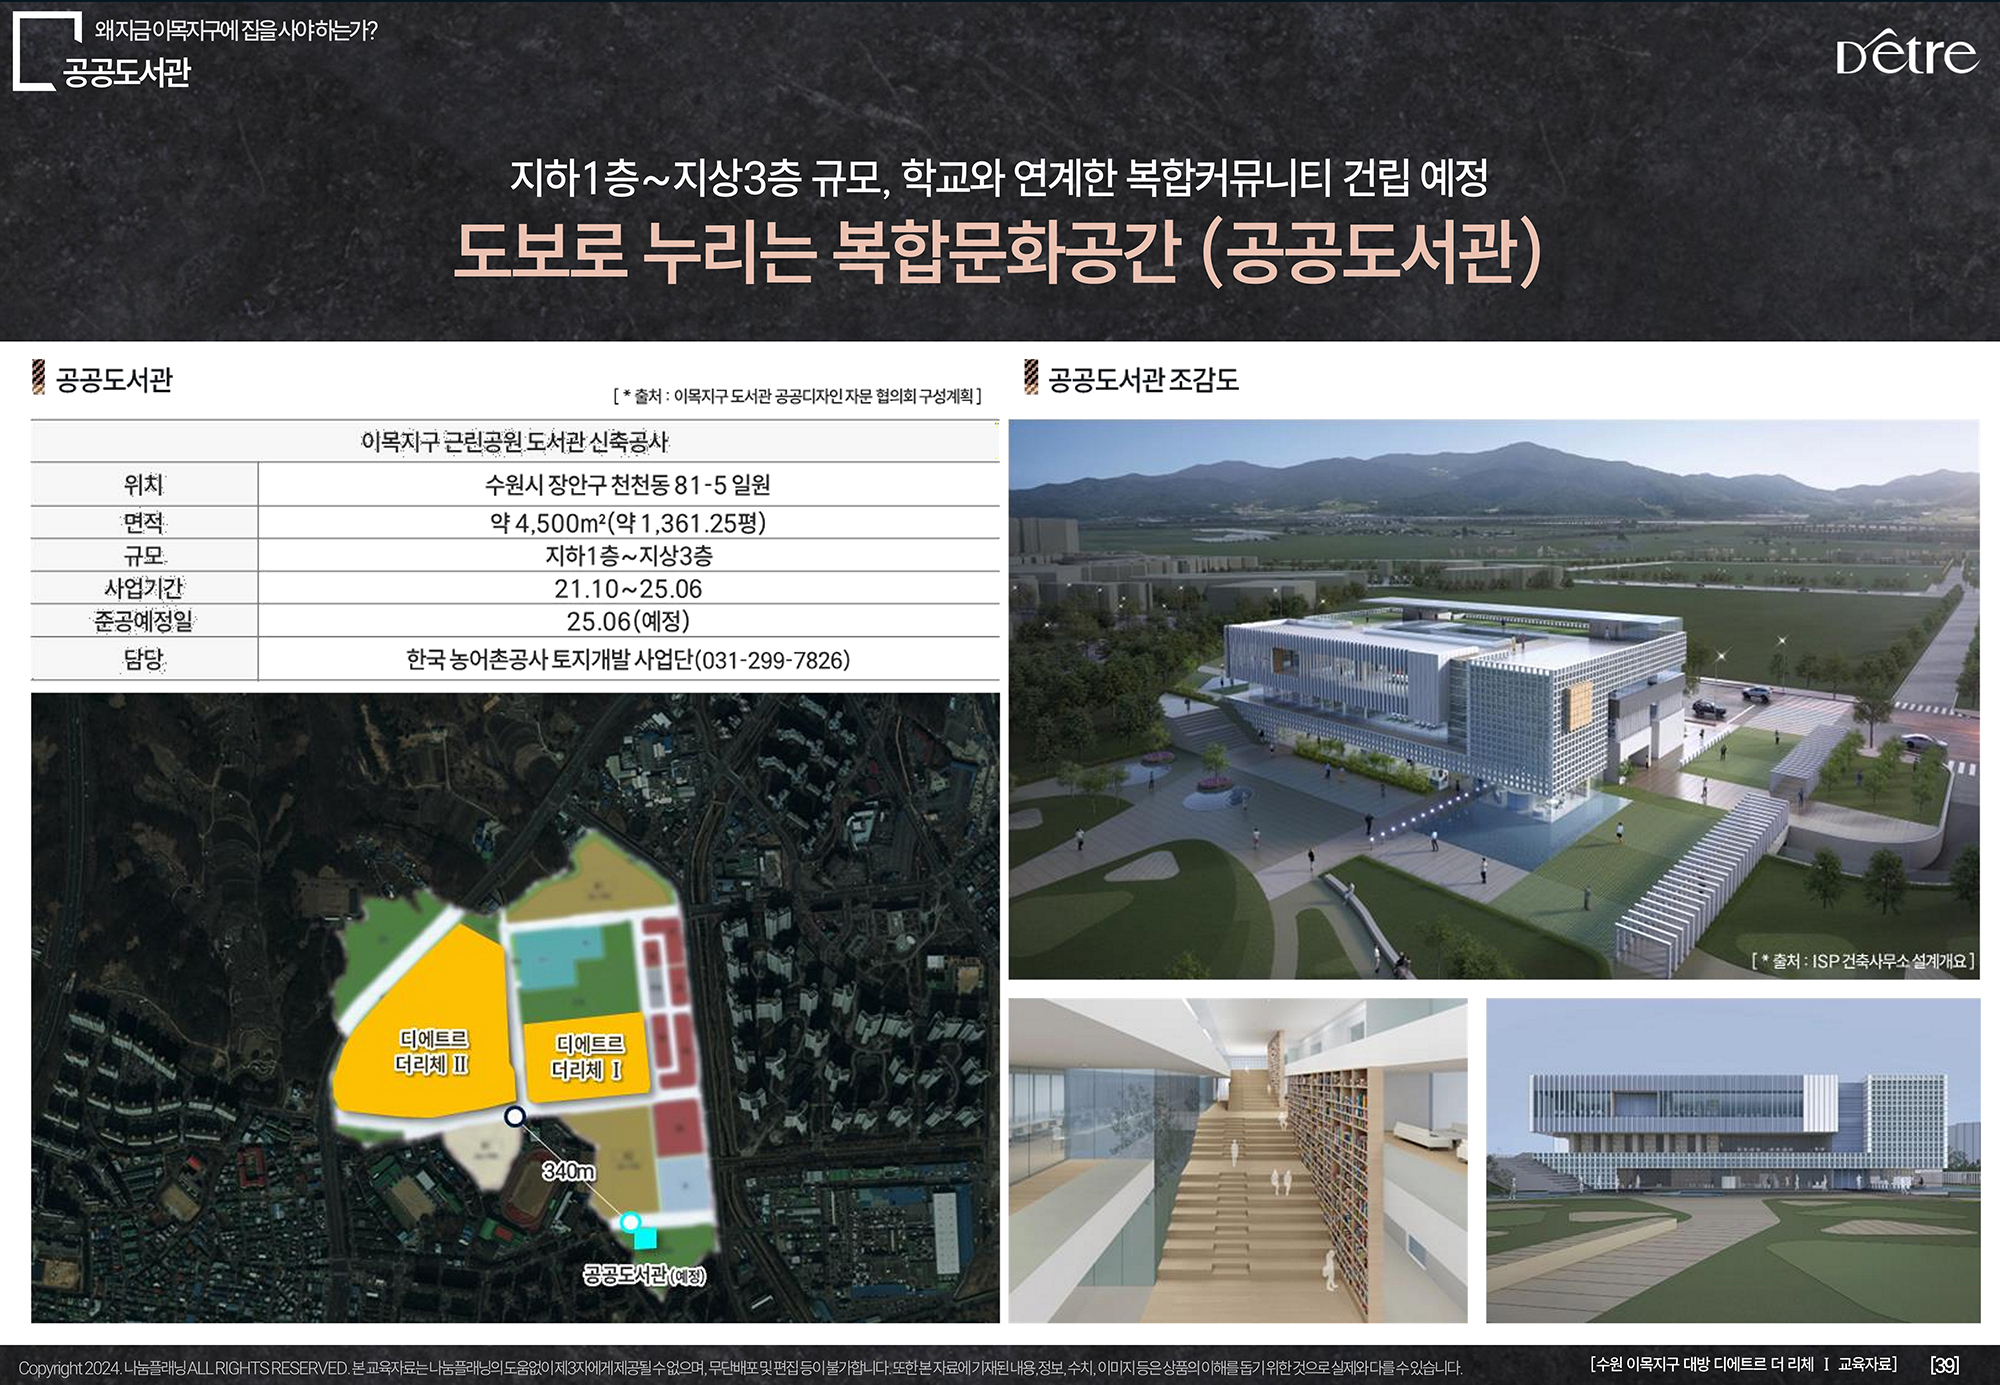 왜 지금 이목지구에 집을 사야 하는가?
공공도서관
D'être
지하1층~지상3층 규모, 학교와 연계한 복합커뮤니티 건립 예정
도보로 누리는 복합문화공간 (공공도서관)
공공도서관
[ * 출처 : 이목지구 도서관 공공디자인 자문 협의회 구성계획 ]
이목지구 근린공원 도서관 신축공사
위치 수원시 장안구 천천동 81-5 일원
면적 약 4,500m²(약 1,361.25평)
규모 지하1층~지상3층
사업기간 21.10~25.06
준공예정일 25.06(예정)
담당 한국 농어촌공사 토지개발 사업단(031-299-7826)
디에트르
더리체 Ⅱ
디에트르
더리체 Ⅰ
340m
공공도서관 (예정)
공공도서관 조감도
[ * 출처 : ISP 건축사무소 설계개요 ]
Copyright 2024. 나눔플래닝 ALL RIGHTS RESERVED. 본 교육자료는 나눔플래닝의 도움없이 제3자에게 제공될 수 없으며, 무단배포 및 편집 등이 불가합니다. 또한 본 자료에 기재된 내용, 정보, 수치, 이미지 등은 상품의 이해를 돕기 위한 것으로 실제와 다를 수 있습니다.
[수원 이목지구 대방 디에트르 더 리체 Ⅰ 교육자료]
[39]